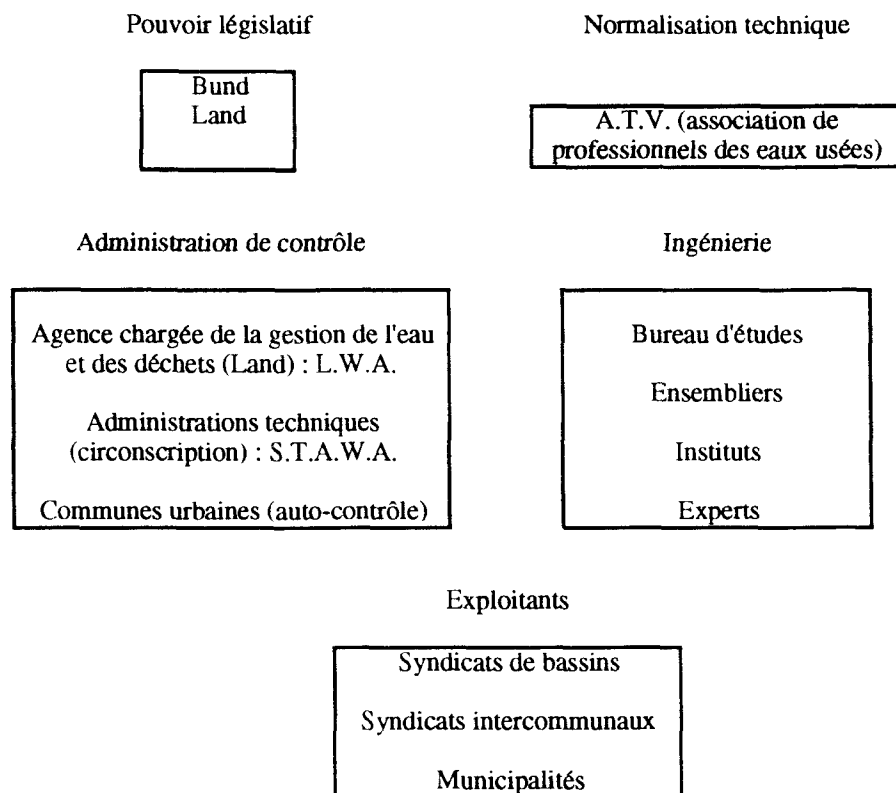 Pouvoir législatif
Bund
Land
Normalisation technique
A.T.V. (association de
professionnels des eaux usées)
Administration de contrôle
Agence chargée de la gestion de l'eau
et des déchets (Land) : L.W.A.
Administrations techniques
(circonscription) : S.T.A.W.A.
Communes urbaines (auto-contrôle)
Ingénierie
Bureau d'études
Ensembliers
Instituts
Experts
Exploitants
Syndicats de bassins
Syndicats intercommunaux
Municipalités